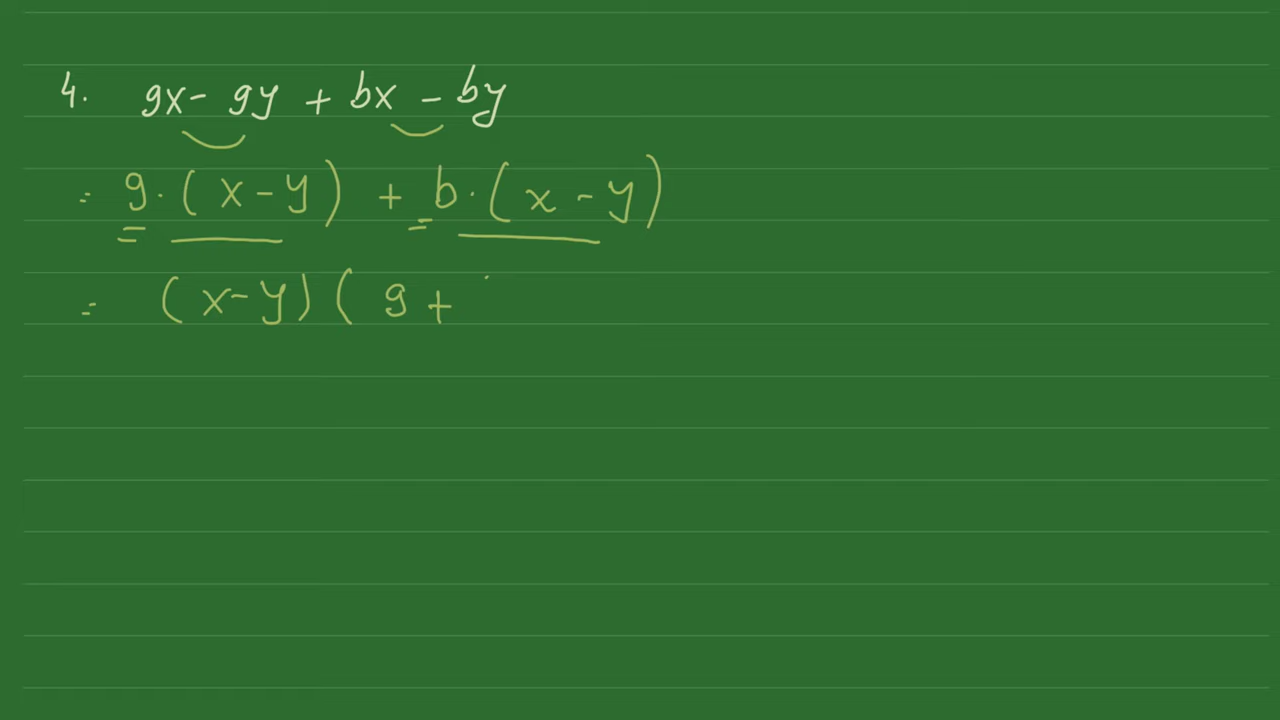 4. gx - gy + bx - by
= g·(x-y) + b·(x-y)
= (x-y)(g +